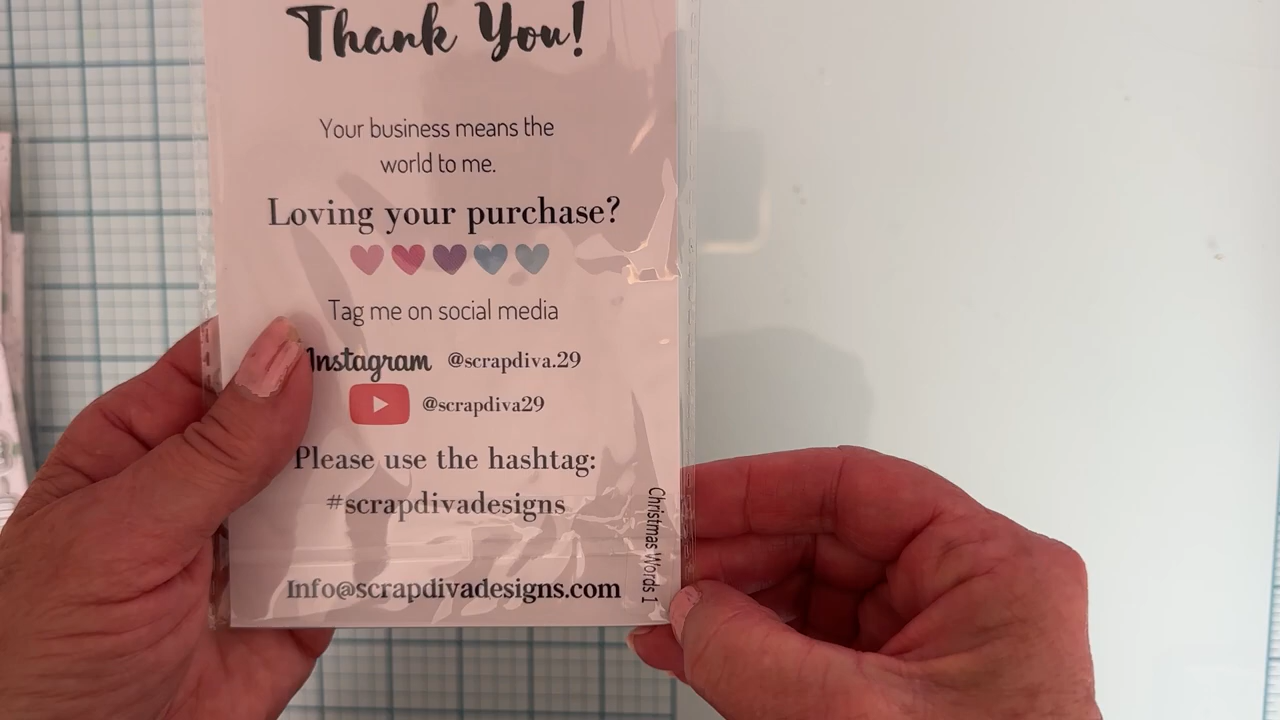 Thank You!
Your business means the
world to me.
Loving your purchase?
Tag me on social media
Instagram @scrapdiva.29
@scrapdiva29
Please use the hashtag:
#scrapdivadesigns
Info@scrapdivadesigns.com
Christmas Words 1